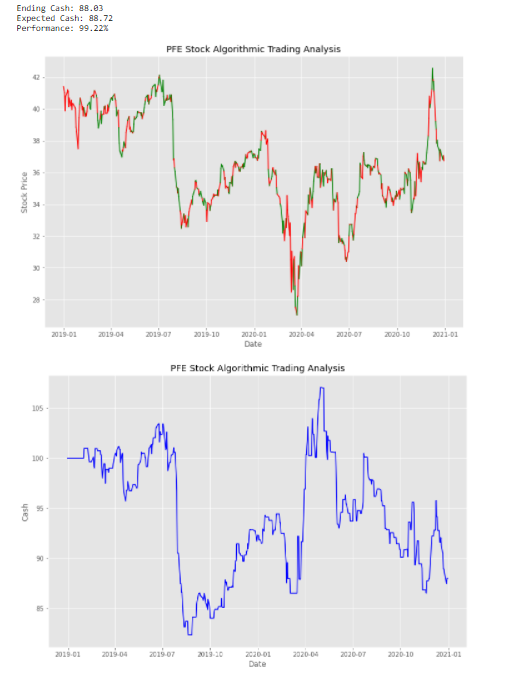 Ending Cash: 88.03
Expected Cash: 88.72
Performance: 99.22%
PFE Stock Algorithmic Trading Analysis
42
40
38
36
34
32
30
28
Stock Price
2019-01 2019-04 2019-07 2019-10 2020-01 2020-04 2020-07 2020-10 2021-01
Date
PFE Stock Algorithmic Trading Analysis
105
100
95
90
85
Cash
2019-01 2019-04 2019-07 2019-10 2020-01 2020-04 2020-07 2020-10 2021-01
Date